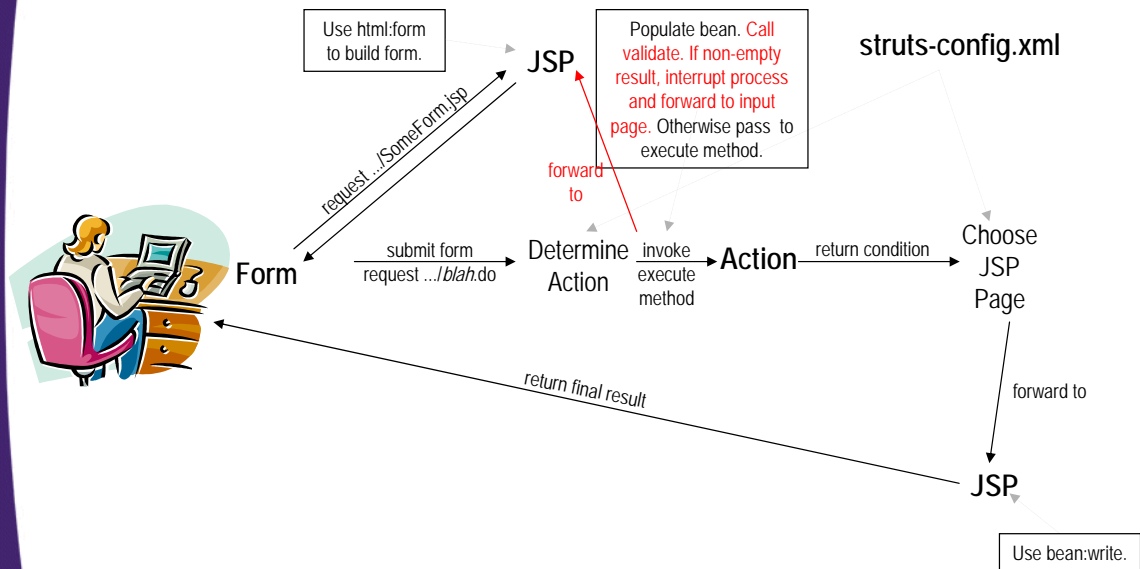 Use html:form
to build form.
JSP
Populate bean. Call
validate. If non-empty
result, interrupt process
and forward to input
page. Otherwise pass to
execute method.
struts-config.xml
request .../SomeForm.jsp
forward
to
Form
submit form
request .../blah.do
Determine
Action
invoke
execute
method
Action
return condition
Choose
JSP
Page
return final result
forward to
JSP
Use bean:write.